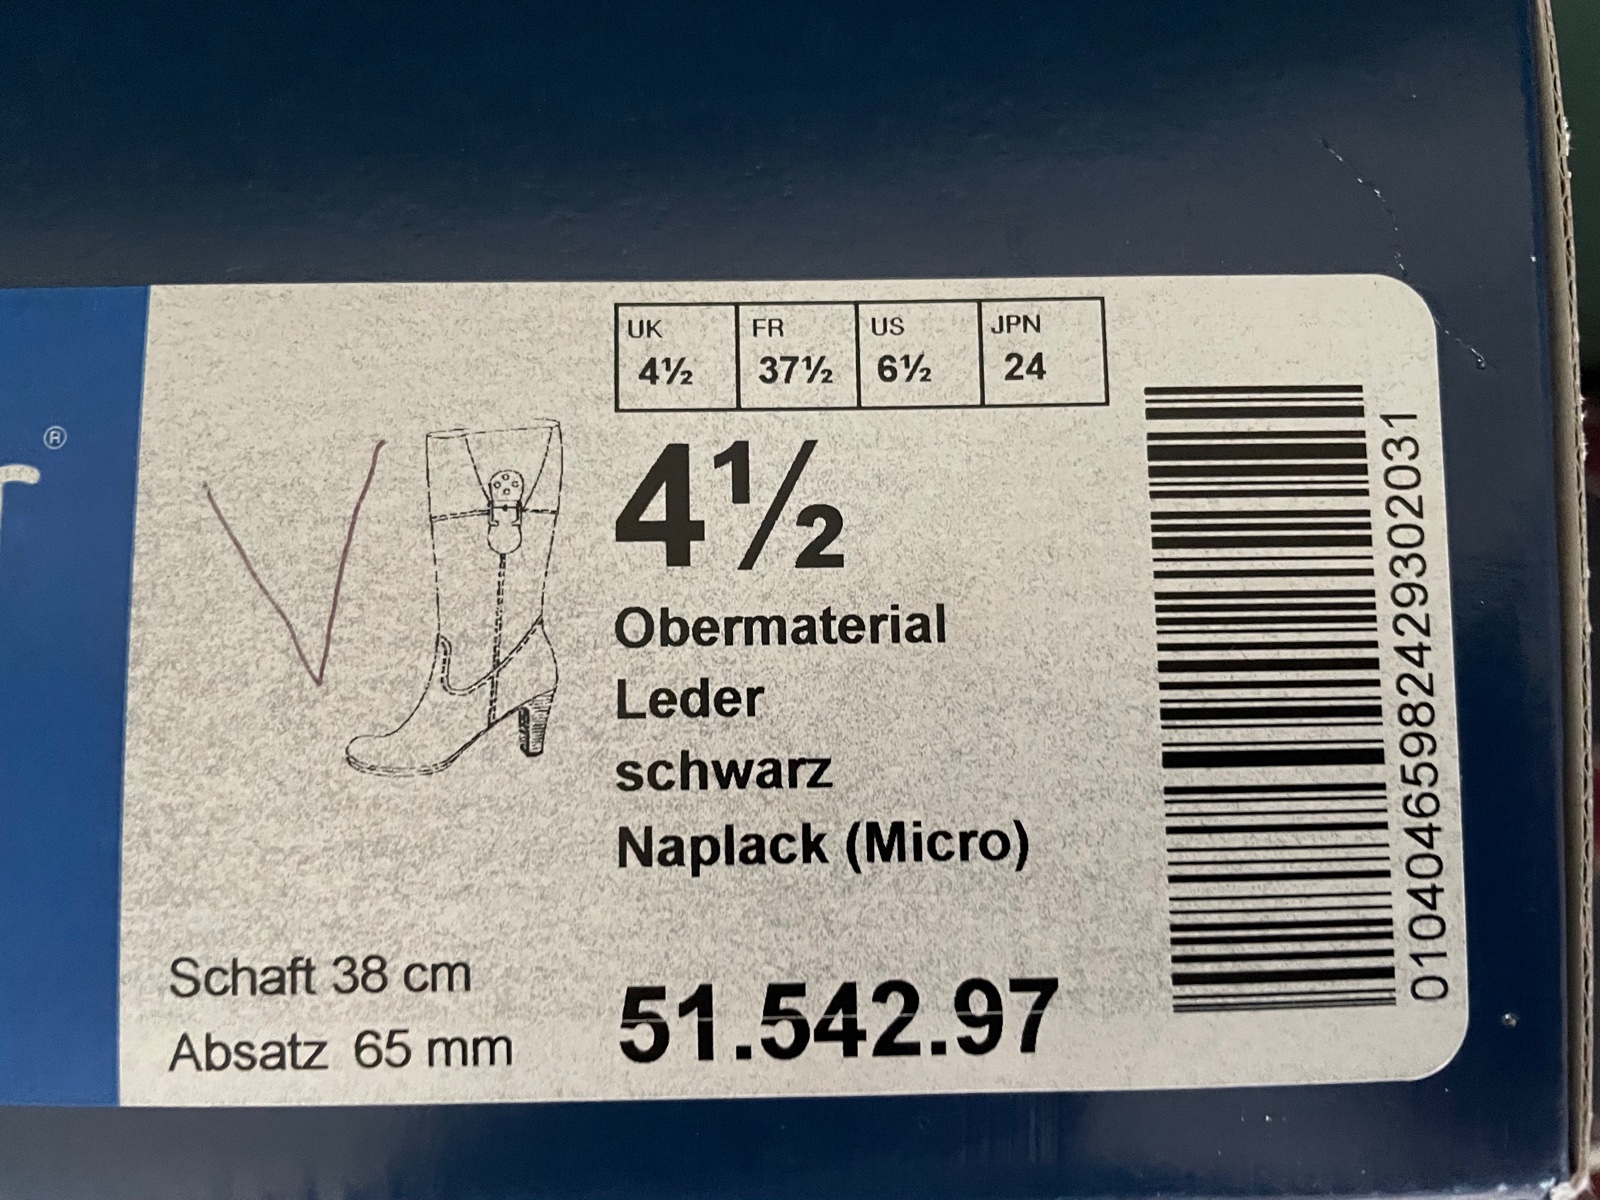 ®
UK FR US JPN
4½ 37½ 6½ 24
4½
Obermaterial
Leder
schwarz
Naplack (Micro)
Schaft 38 cm
Absatz 65 mm
51.542.97
01040465982429302031